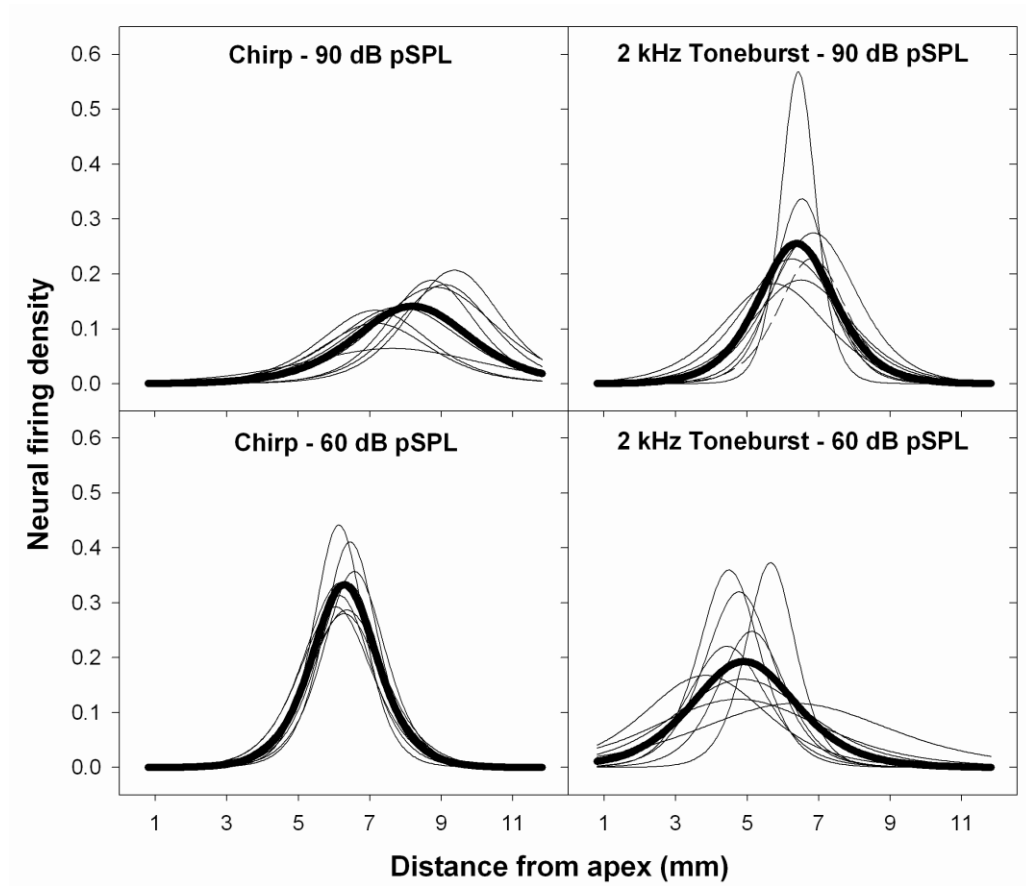 Chirp - 90 dB pSPL
2 kHz Toneburst - 90 dB pSPL
0.6
0.5
0.4
0.3
0.2
0.1
0.0
Chirp - 60 dB pSPL
2 kHz Toneburst - 60 dB pSPL
0.6
0.5
0.4
0.3
0.2
0.1
0.0
Neural firing density
1 3 5 7 9 11 1 3 5 7 9 11
Distance from apex (mm)